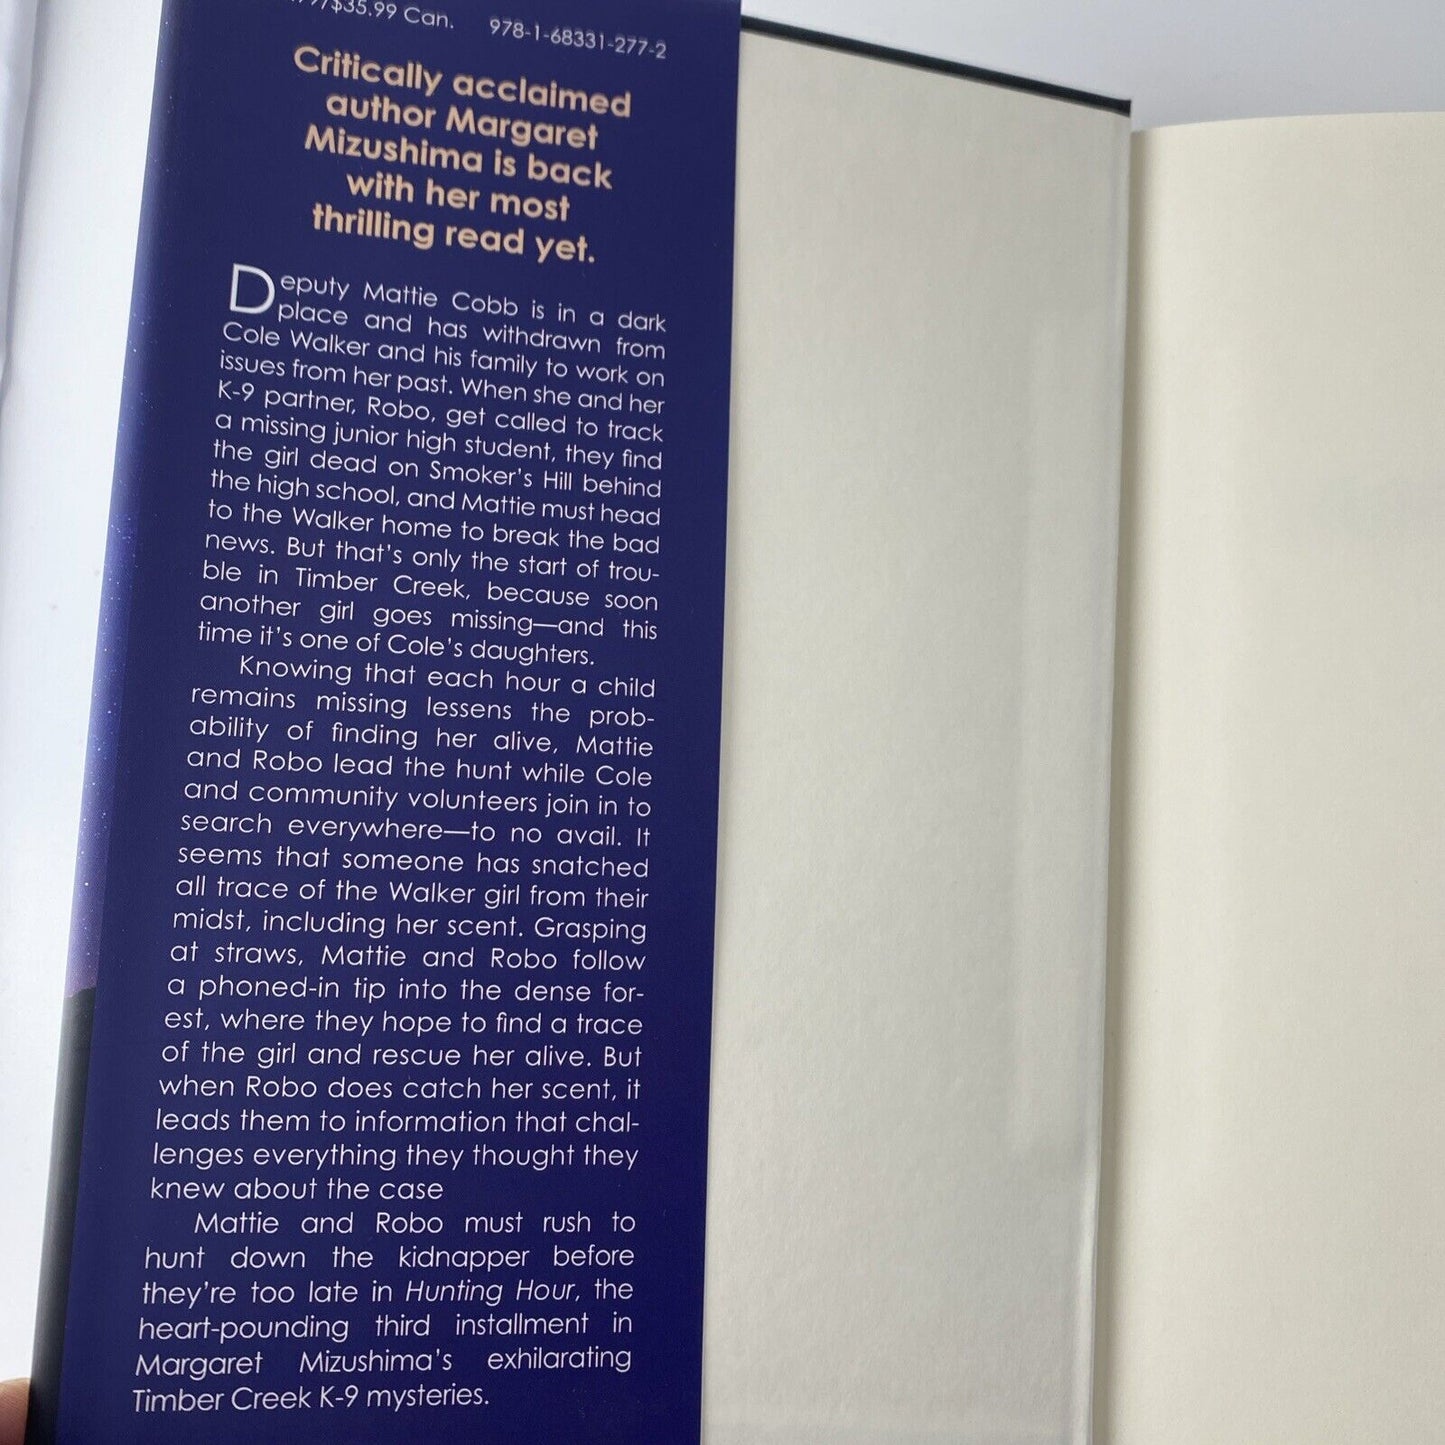 $35.99 Can. 978-1-68331-277-2
Critically acclaimed
author Margaret
Mizushima is back
with her most
thrilling read yet.
Deputy Mattie Cobb is in a dark
place and has withdrawn from
Cole Walker and his family to work on
issues from her past. When she and her
K-9 partner, Robo, get called to track
a missing junior high student, they find
the girl dead on Smoker's Hill behind
the high school, and Mattie must head
to the Walker home to break the bad
news. But that's only the start of trou-
ble in Timber Creek, because soon
another girl goes missing—and this
time it's one of Cole's daughters.
Knowing that each hour a child
remains missing lessens the prob-
ability of finding her alive, Mattie
and Robo lead the hunt while Cole
and community volunteers join in to
search everywhere—to no avail. It
seems that someone has snatched
all trace of the Walker girl from their
midst, including her scent. Grasping
at straws, Mattie and Robo follow
a phoned-in tip into the dense for-
est, where they hope to find a trace
of the girl and rescue her alive. But
when Robo does catch her scent, it
leads them to information that chal-
lenges everything they thought they
knew about the case
Mattie and Robo must rush to
hunt down the kidnapper before
they're too late in Hunting Hour, the
heart-pounding third installment in
Margaret Mizushima's exhilarating
Timber Creek K-9 mysteries.